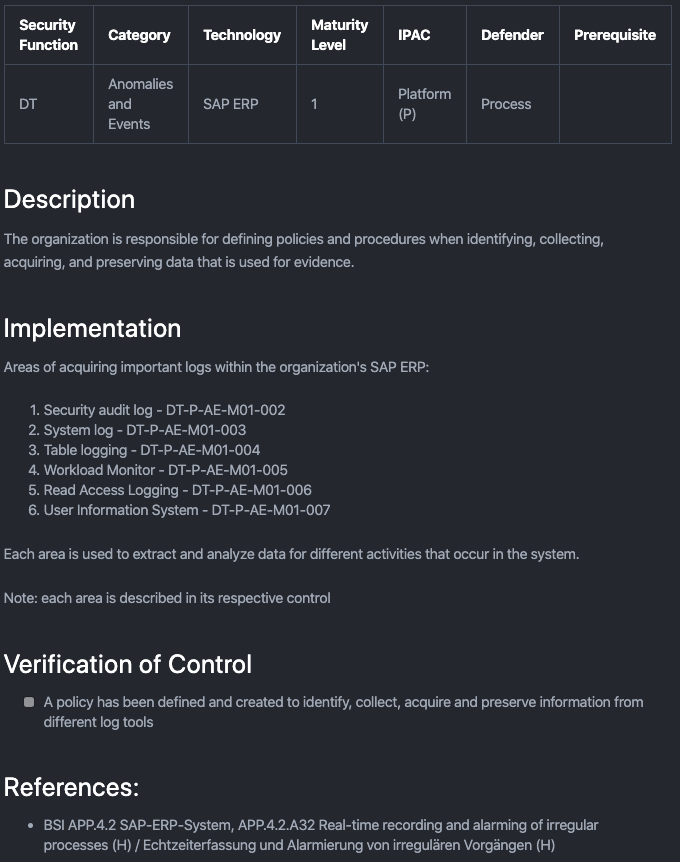 Security Function Category Technology Maturity Level IPAC Defender Prerequisite
DT Anomalies and Events SAP ERP 1 Platform (P) Process
Description
The organization is responsible for defining policies and procedures when identifying, collecting,
acquiring, and preserving data that is used for evidence.
Implementation
Areas of acquiring important logs within the organization's SAP ERP:
1. Security audit log - DT-P-AE-M01-002
2. System log - DT-P-AE-M01-003
3. Table logging - DT-P-AE-M01-004
4. Workload Monitor - DT-P-AE-M01-005
5. Read Access Logging - DT-P-AE-M01-006
6. User Information System - DT-P-AE-M01-007
Each area is used to extract and analyze data for different activities that occur in the system.
Note: each area is described in its respective control
Verification of Control
A policy has been defined and created to identify, collect, acquire and preserve information from
different log tools
References:
• BSI APP.4.2 SAP-ERP-System, APP.4.2.A32 Real-time recording and alarming of irregular
processes (H) / Echtzeiterfassung und Alarmierung von irregulären Vorgängen (H)